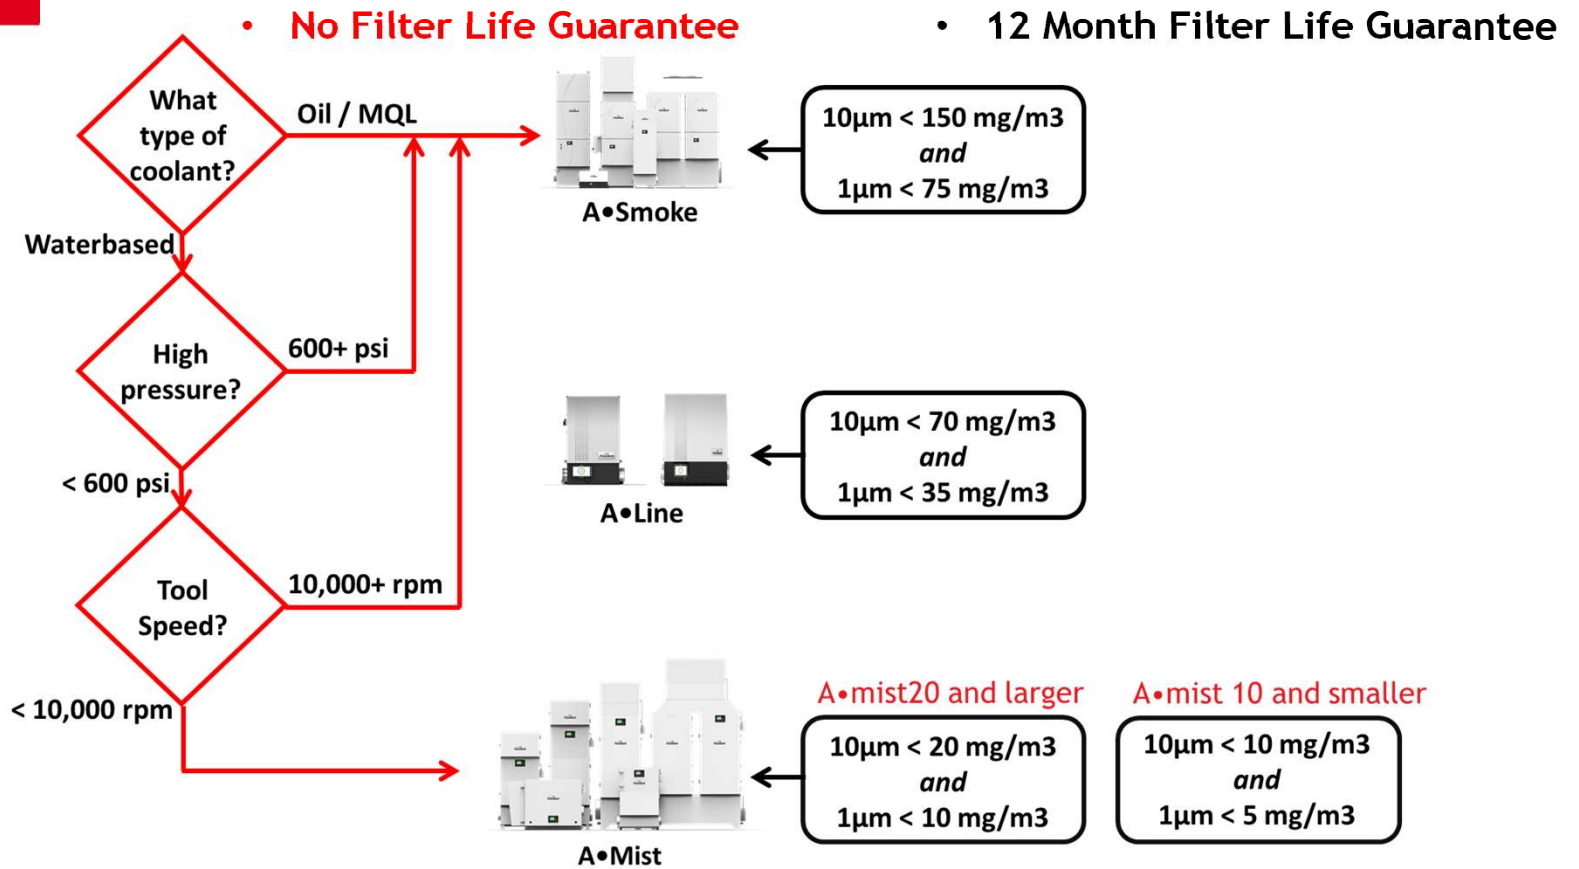 • No Filter Life Guarantee
• 12 Month Filter Life Guarantee
What
type of
coolant?
Oil / MQL
Waterbased
High
pressure?
600+ psi
< 600 psi
Tool
Speed?
10,000+ rpm
< 10,000 rpm
A•Smoke
10µm < 150 mg/m3
and
1µm < 75 mg/m3
A•Line
10µm < 70 mg/m3
and
1µm < 35 mg/m3
A•Mist
A•mist20 and larger
10µm < 20 mg/m3
and
1µm < 10 mg/m3
A•mist 10 and smaller
10µm < 10 mg/m3
and
1µm < 5 mg/m3